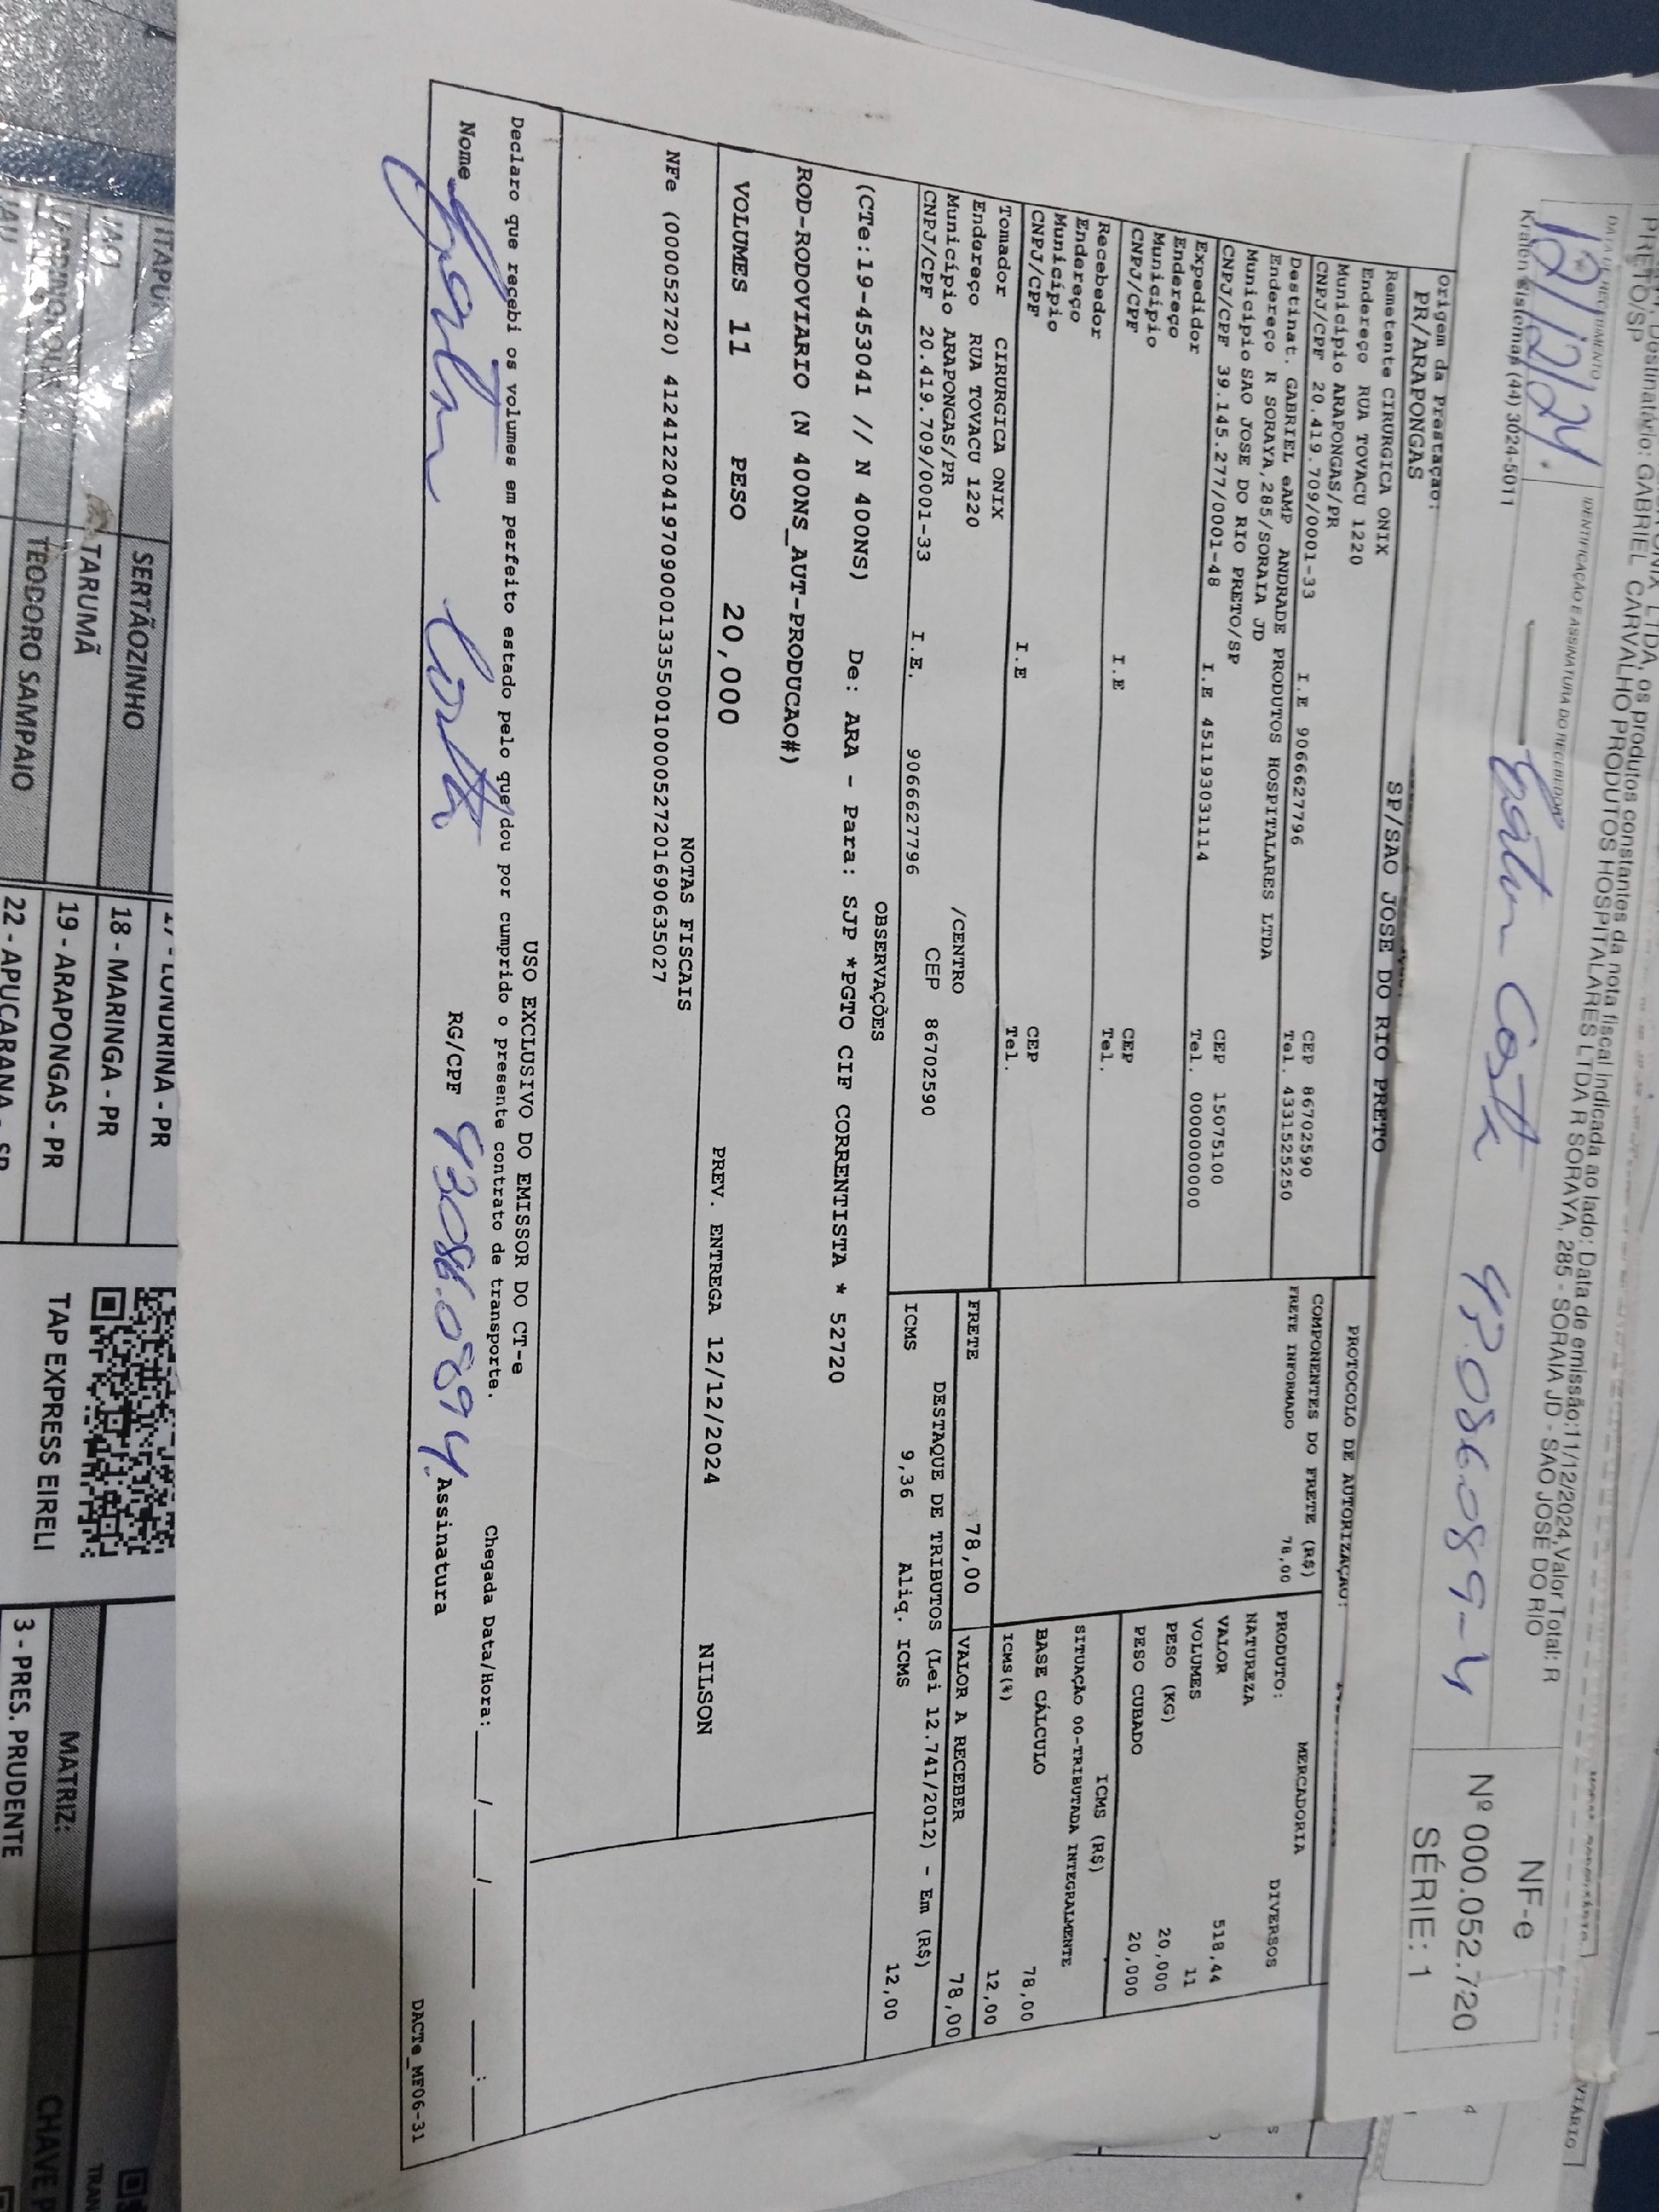 PRETO/SP
LTDA, os produtos constantes da nota fiscal indicada ao lado: Data de emissão:11/12/2024,Valor Total: R
Destinatário: GABRIEL CARVALHO PRODUTOS HOSPITALARES LTDA R SORAYA, 285 - SORAIA JD - SAO JOSÉ DO RIO
DATA DE RECEBIMENTO
IDENTIFICAÇÃO E ASSINATURA DO RECEBEDOR
12/12/24.
Costa 43.086.089-4
Sistemas (44) 3024-5011
NF-e
Nº 000.052.720
SÉRIE: 1
Origem da Prestação:
PR/ARAPONGAS
SP/SAO JOSE DO RIO PRETO
PROTOCOLO DE AUTORIZAÇAO:
Remetente CIRURGICA ONIX
Endereço RUA TOVACU 1220
Município ARAPONGAS/PR
CEP 86702590
CNPJ/CPF 20.419.709/0001-33 I.E 9066627796 Tel. 4331525250
Destinat. GABRIEL eAMP ANDRADE PRODUTOS HOSPITALARES LTDA
Endereço R SORAYA,285/SORAIA JD
Município SAO JOSE DO RIO PRETO/SP CEP 15075100
CNPJ/CPF 39.145.277/0001-48 I.E 451193031114 Tel. 0000000000
Expedidor
Endereço
Município CEP
CNPJ/CPF I.E Tel.
Recebedor
Endereço
Município CEP
CNPJ/CPF I.E Tel.
Tomador CIRURGICA ONIX
Endereço RUA TOVACU 1220 /CENTRO
Município ARAPONGAS/PR CEP 86702590
CNPJ/CPF 20.419.709/0001-33 I.E. 9066627796
COMPONENTES DO FRETE (R$)
FRETE INFORMADO 78,00
FRETE 78,00
MERCADORIA
PRODUTO: DIVERSOS
NATUREZA
VALOR 518,44
VOLUMES 11
PESO (KG) 20,000
PESO CUBADO 20,000
ICMS (R$)
SITUAÇÃO 00-TRIBUTADA INTEGRALMENTE
BASE CÁLCULO 78,00
ICMS(%) 12,00
VALOR A RECEBER 78,00
DESTAQUE DE TRIBUTOS (Lei 12.741/2012) - Em (R$)
ICMS 9,36 Aliq. ICMS 12,00
OBSERVAÇÕES
(CTe:19-453041 // N 400NS) De: ARA - Para: SJP *PGTO CIF CORRENTISTA * 52720
ROD-RODOVIARIO (N 400NS_AUT-PRODUCAO#)
VOLUMES 11 PESO 20,000 PREV. ENTREGA 12/12/2024 NILSON
NOTAS FISCAIS
NFe (000052720) 41241220419709000133550010000527201690635027
USO EXCLUSIVO DO EMISSOR DO CT-e
Declaro que recebi os volumes em perfeito estado pelo que dou por cumprido o presente contrato de transporte.
Chegada Data/Hora: ___/___/_____ ___:___
Nome Costa RG/CPF 43086.089 4. Assinatura
DACTe_MF06-31
SERTÃOZINHO
TARUMÃ
TEODORO SAMPAIO
LONDRINA - PR
18 - MARINGA - PR
19 - ARAPONGAS - PR
22 - APUCARANA
TAP EXPRESS EIRELI
MATRIZ:
3 - PRES. PRUDENTE
CHAVE